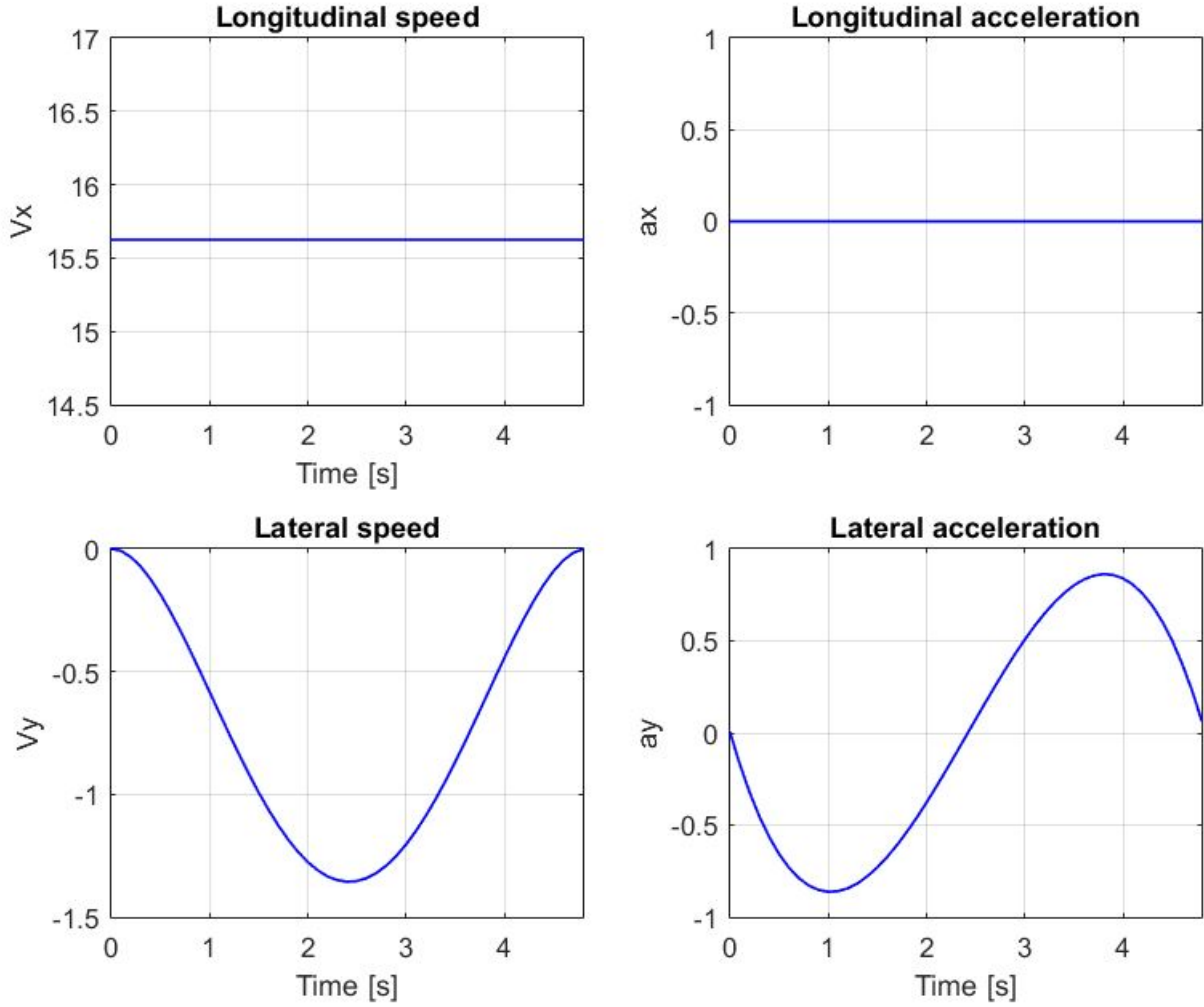 Longitudinal speed
17
16.5
16
15.5
15
14.5
Vx
0 1 2 3 4
Time [s]
Longitudinal acceleration
1
0.5
0
-0.5
-1
ax
0 1 2 3 4
Lateral speed
0
-0.5
-1
-1.5
Vy
0 1 2 3 4
Time [s]
Lateral acceleration
1
0.5
0
-0.5
-1
ay
0 1 2 3 4
Time [s]